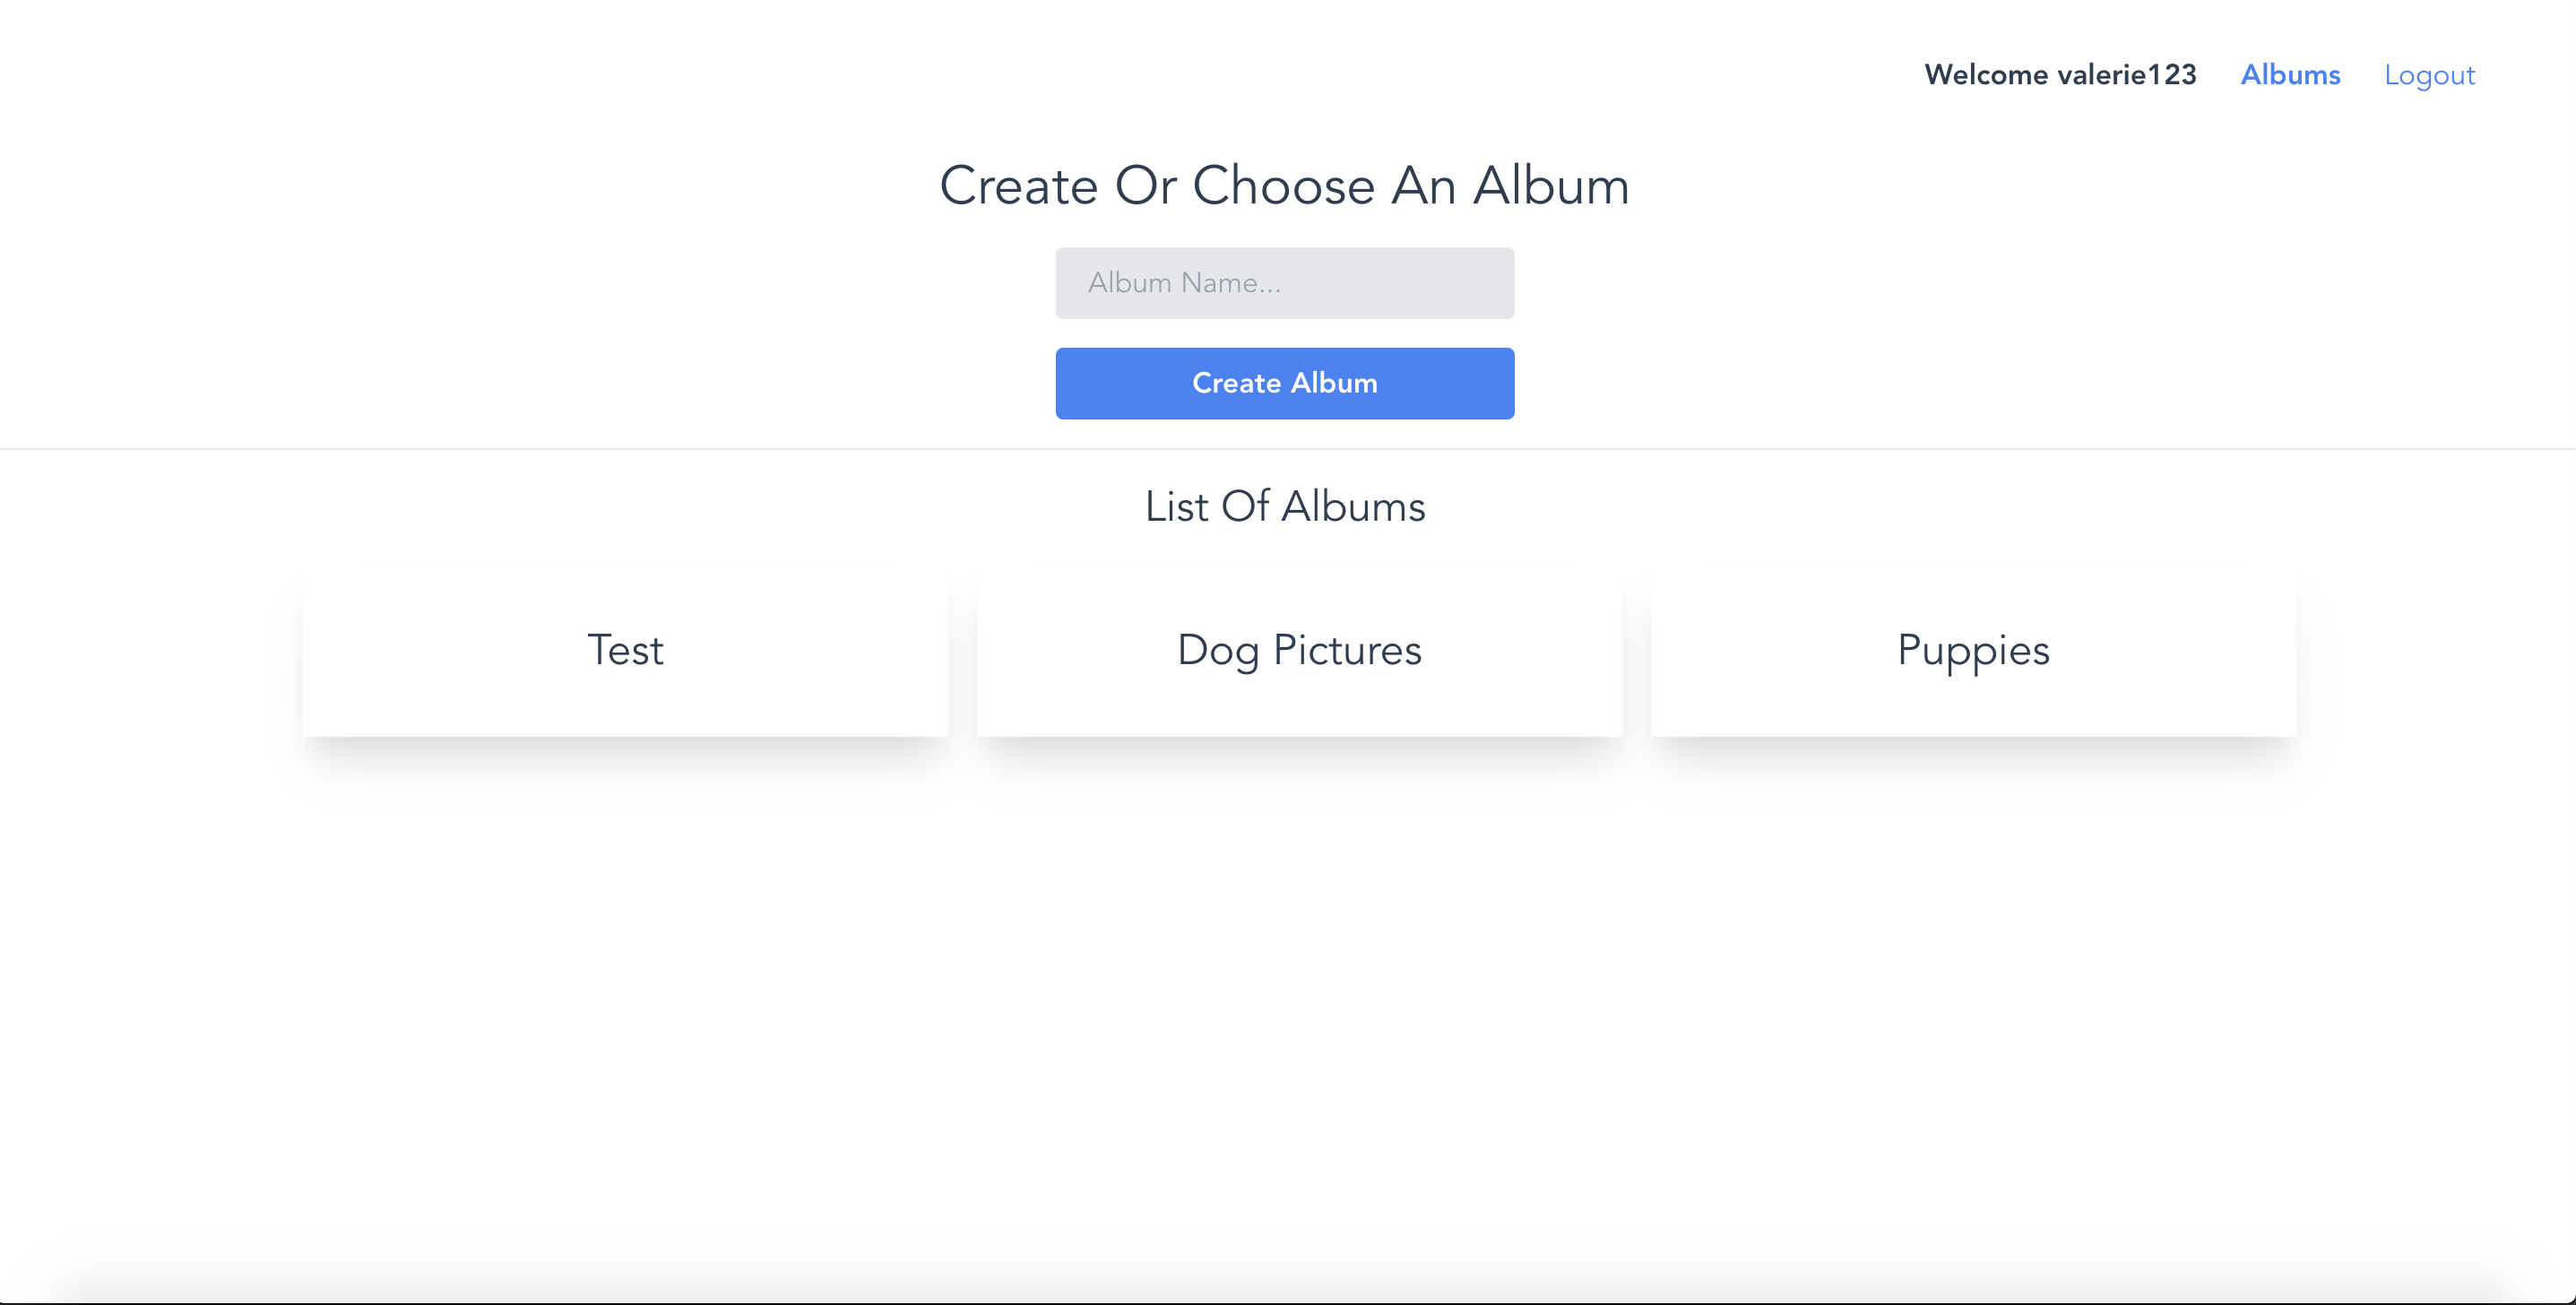 Welcome valerie123 Albums Logout
Create Or Choose An Album
Album Name...
Create Album
List Of Albums
Test Dog Pictures Puppies